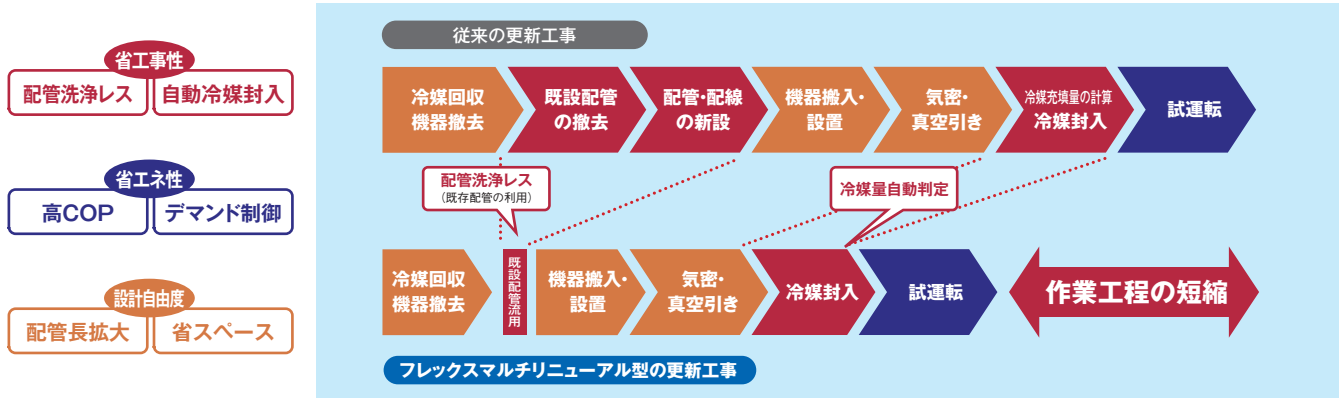 省工事性
配管洗浄レス
自動冷媒封入
省エネ性
高COP
デマンド制御
設計自由度
配管長拡大
省スペース
従来の更新工事
冷媒回収
機器撤去
既設配管
の撤去
配管・配線
の新設
機器搬入・
設置
気密・
真空引き
冷媒充填量の計算
冷媒封入
試運転
配管洗浄レス
(既存配管の利用)
冷媒量自動判定
冷媒回収
機器撤去
既設配管流用
機器搬入・
設置
気密・
真空引き
冷媒封入
試運転
作業工程の短縮
フレックスマルチリニューアル型の更新工事